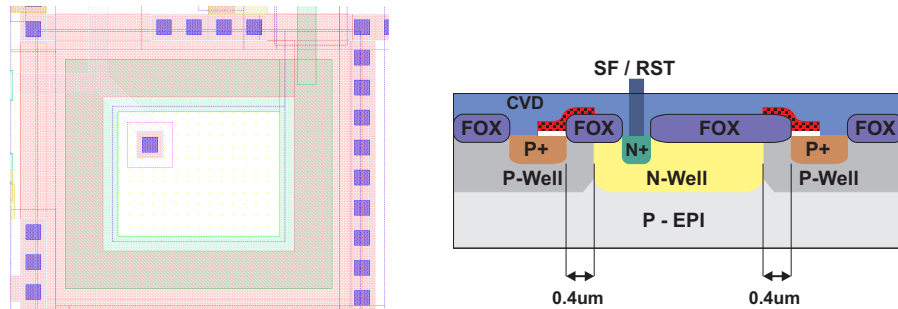 SF / RST
CVD
FOX FOX FOX FOX
P+ N+ P+
P-Well N-Well P-Well
P - EPI
0.4um 0.4um